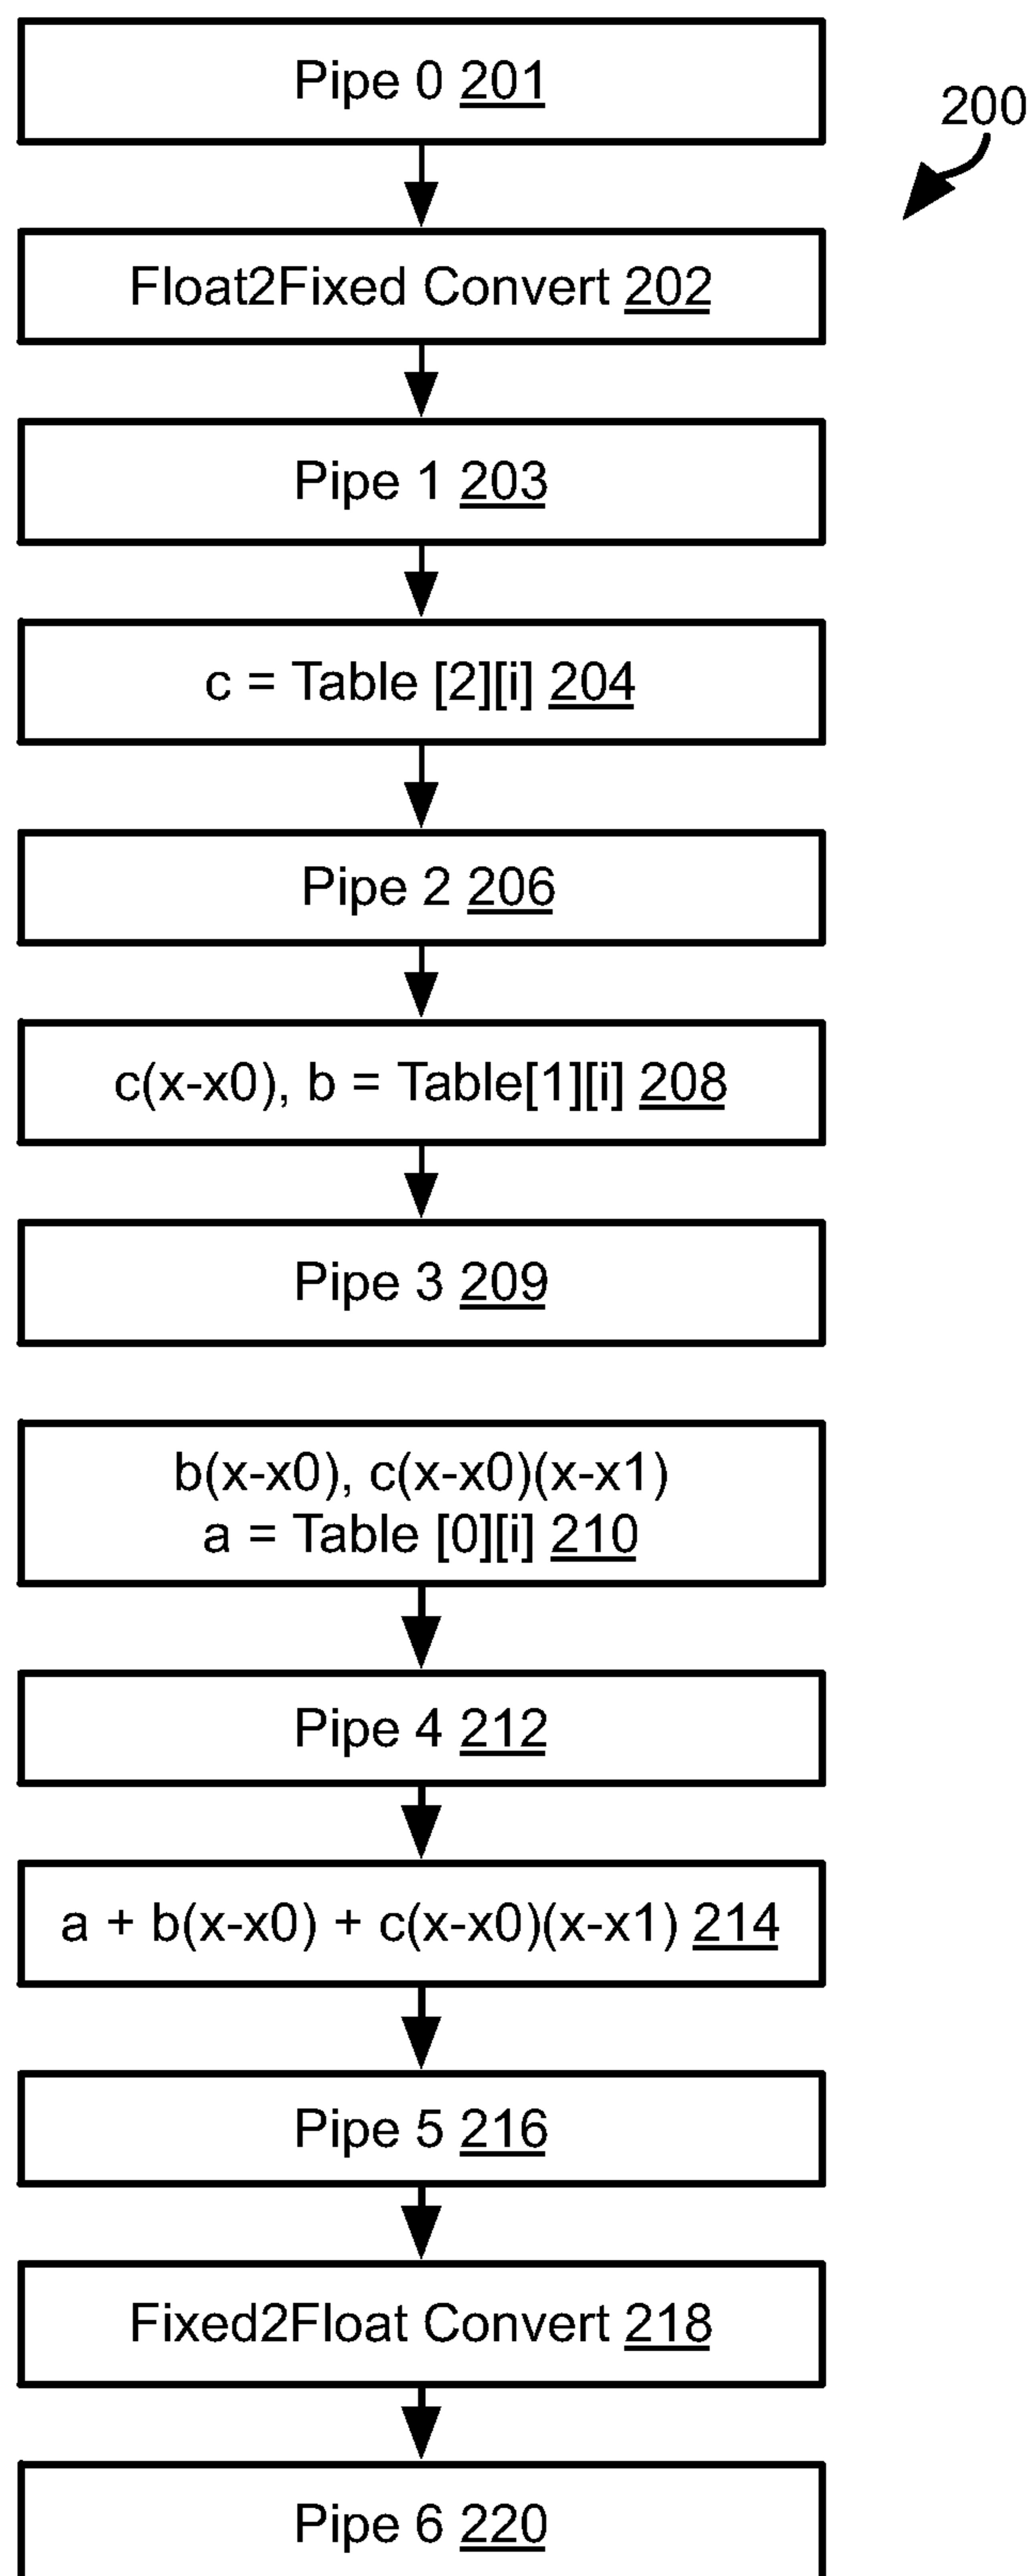 Pipe 0 201
200
Float2Fixed Convert 202
Pipe 1 203
c = Table [2][i] 204
Pipe 2 206
c(x-x0), b = Table[1][i] 208
Pipe 3 209
b(x-x0), c(x-x0)(x-x1)
a = Table [0][i] 210
Pipe 4 212
a + b(x-x0) + c(x-x0)(x-x1) 214
Pipe 5 216
Fixed2Float Convert 218
Pipe 6 220